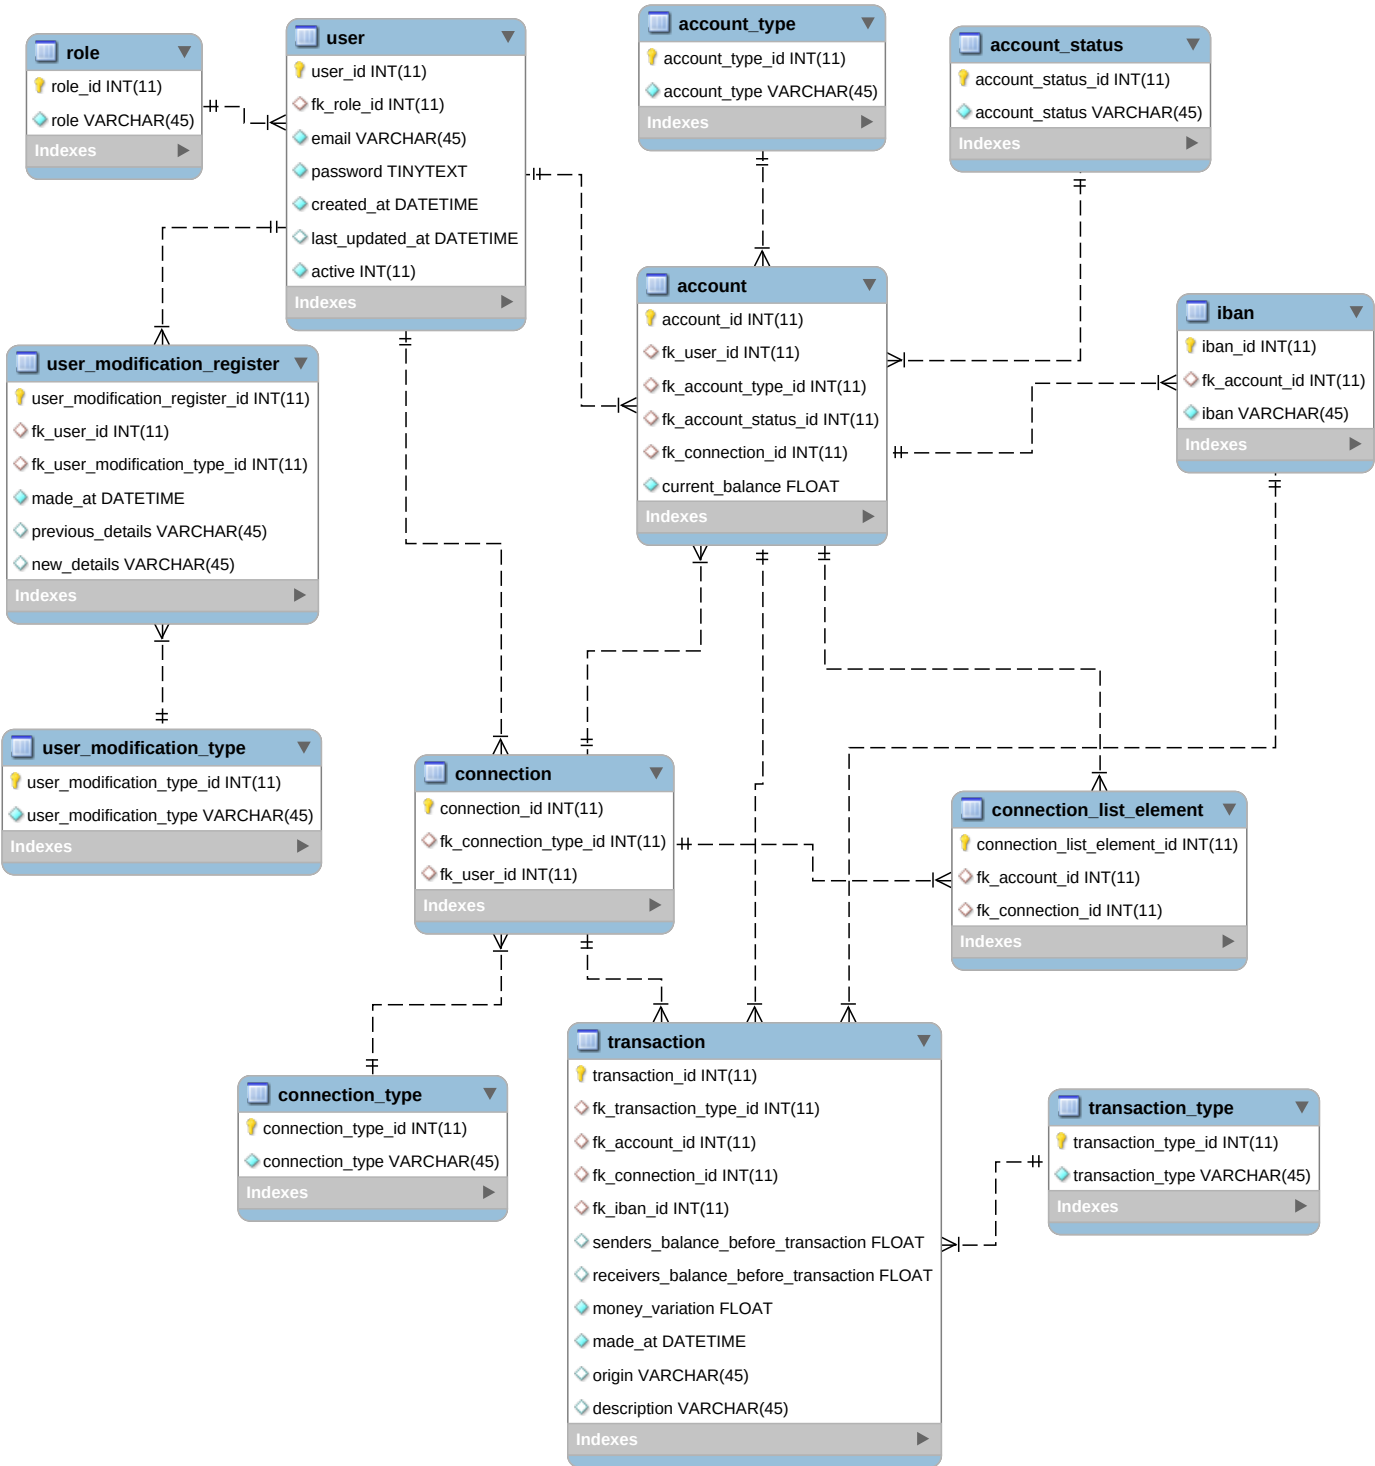 role
role_id INT(11)
role VARCHAR(45)
Indexes
user
user_id INT(11)
fk_role_id INT(11)
email VARCHAR(45)
password TINYTEXT
created_at DATETIME
last_updated_at DATETIME
active INT(11)
Indexes
account_type
account_type_id INT(11)
account_type VARCHAR(45)
Indexes
account_status
account_status_id INT(11)
account_status VARCHAR(45)
Indexes
account
account_id INT(11)
fk_user_id INT(11)
fk_account_type_id INT(11)
fk_account_status_id INT(11)
fk_connection_id INT(11)
current_balance FLOAT
Indexes
iban
iban_id INT(11)
fk_account_id INT(11)
iban VARCHAR(45)
Indexes
user_modification_register
user_modification_register_id INT(11)
fk_user_id INT(11)
fk_user_modification_type_id INT(11)
made_at DATETIME
previous_details VARCHAR(45)
new_details VARCHAR(45)
Indexes
user_modification_type
user_modification_type_id INT(11)
user_modification_type VARCHAR(45)
Indexes
connection
connection_id INT(11)
fk_connection_type_id INT(11)
fk_user_id INT(11)
Indexes
connection_list_element
connection_list_element_id INT(11)
fk_account_id INT(11)
fk_connection_id INT(11)
Indexes
connection_type
connection_type_id INT(11)
connection_type VARCHAR(45)
Indexes
transaction
transaction_id INT(11)
fk_transaction_type_id INT(11)
fk_account_id INT(11)
fk_connection_id INT(11)
fk_iban_id INT(11)
senders_balance_before_transaction FLOAT
receivers_balance_before_transaction FLOAT
money_variation FLOAT
made_at DATETIME
origin VARCHAR(45)
description VARCHAR(45)
Indexes
transaction_type
transaction_type_id INT(11)
transaction_type VARCHAR(45)
Indexes